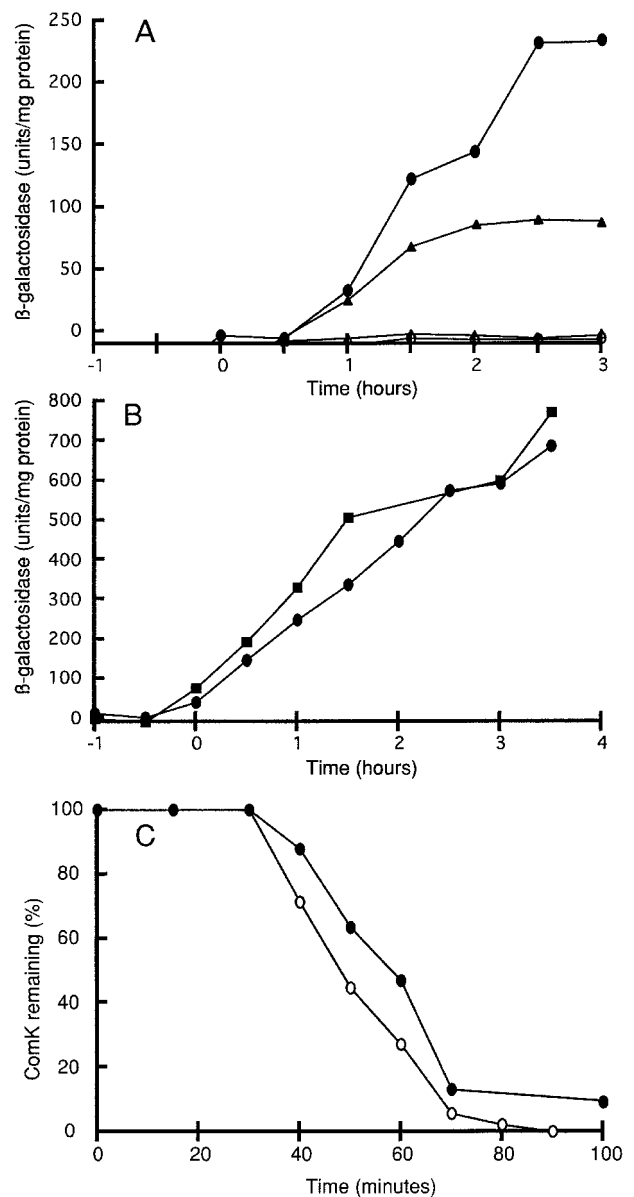 A
ß-galactosidase (units/mg protein)
250
200
150
100
50
0
-1 0 1 2 3
Time (hours)
B
ß-galactosidase (units/mg protein)
800
700
600
500
400
300
200
100
0
-1 0 1 2 3 4
Time (hours)
C
ComK remaining (%)
100
80
60
40
20
0
0 20 40 60 80 100
Time (minutes)